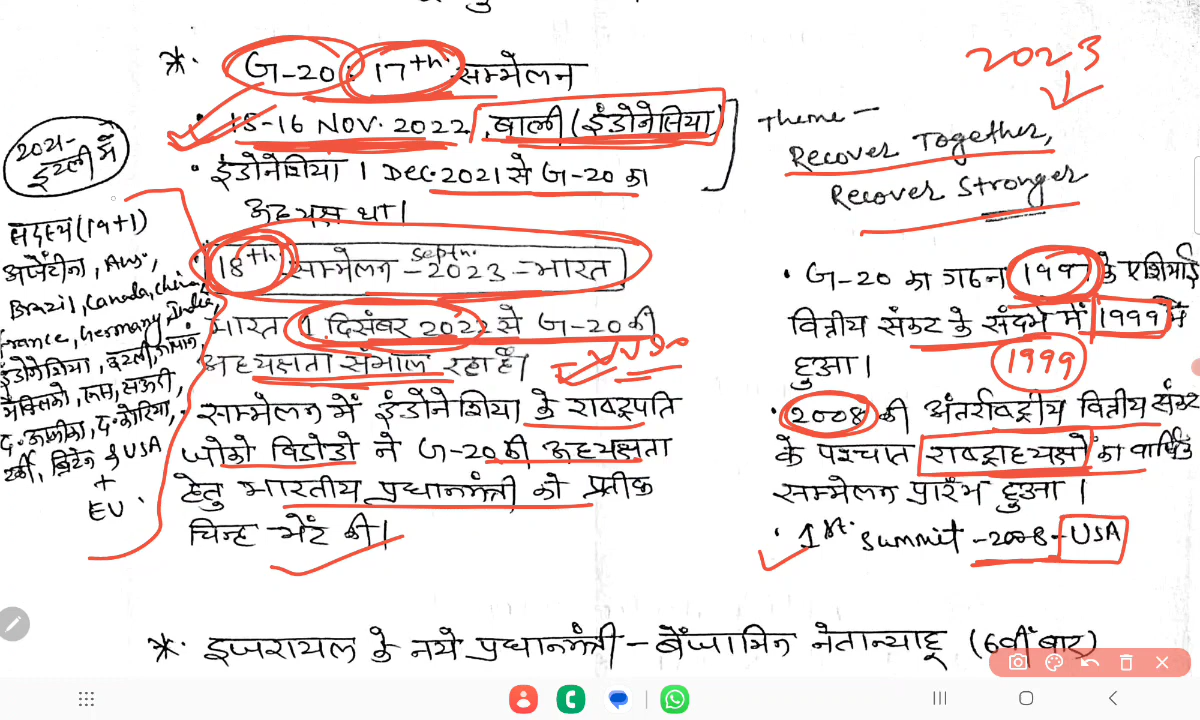 *. G-20 : 17th सम्मेलन
2023
• 15-16 Nov. 2022, बाली (इंडोनेसिया)
Theme—
Recover Together,
Recover Stronger
2021-
इटली में
• इंडोनेशिया 1 Dec. 2021 से G-20 का
अध्यक्ष था।
सदस्य (19+1)
अर्जेंटीना, Aus.,
Brazil, Canada, China,
France, Germany, India,
इंडोनेशिया, इटली, जापान,
मैक्सिको, रूस, सऊदी
द. अफ्रीका, द. कोरिया,
टर्की, ब्रिटेन & USA
+
EU.
18th सम्मेलन - Septn. 2023 - भारत
भारत 1 दिसंबर 2022 से G-20 की
अध्यक्षता संभाल रहा है।
• सम्मेलन में इंडोनेशिया के राष्ट्रपति
जोको विडोडो ने G-20 की अध्यक्षता
हेतु भारतीय प्रधानमंत्री को प्रतीक
चिन्ह भेंट की।
• G-20 का गठन 1997 के एशियाई
वित्तीय संकट के संदर्भ में 1999 में
हुआ।
1999
• 2008 की अंतर्राष्ट्रीय वित्तीय संकट
के पश्चात राष्ट्राध्यक्षों का वार्षिक
सम्मेलन प्रारंभ हुआ।
• 1st. Summit - 2008 - USA
*. इजरायल के नये प्रधानमंत्री - बेंजामिन नेतान्याहू (6वीं बार)